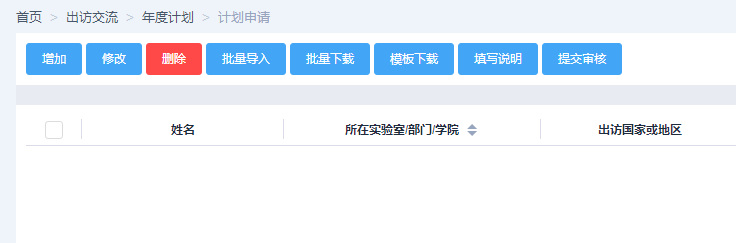 首页 > 出访交流 > 年度计划 > 计划申请
增加 修改 删除 批量导入 批量下载 模板下载 填写说明 提交审核
姓名 所在实验室/部门/学院 出访国家或地区